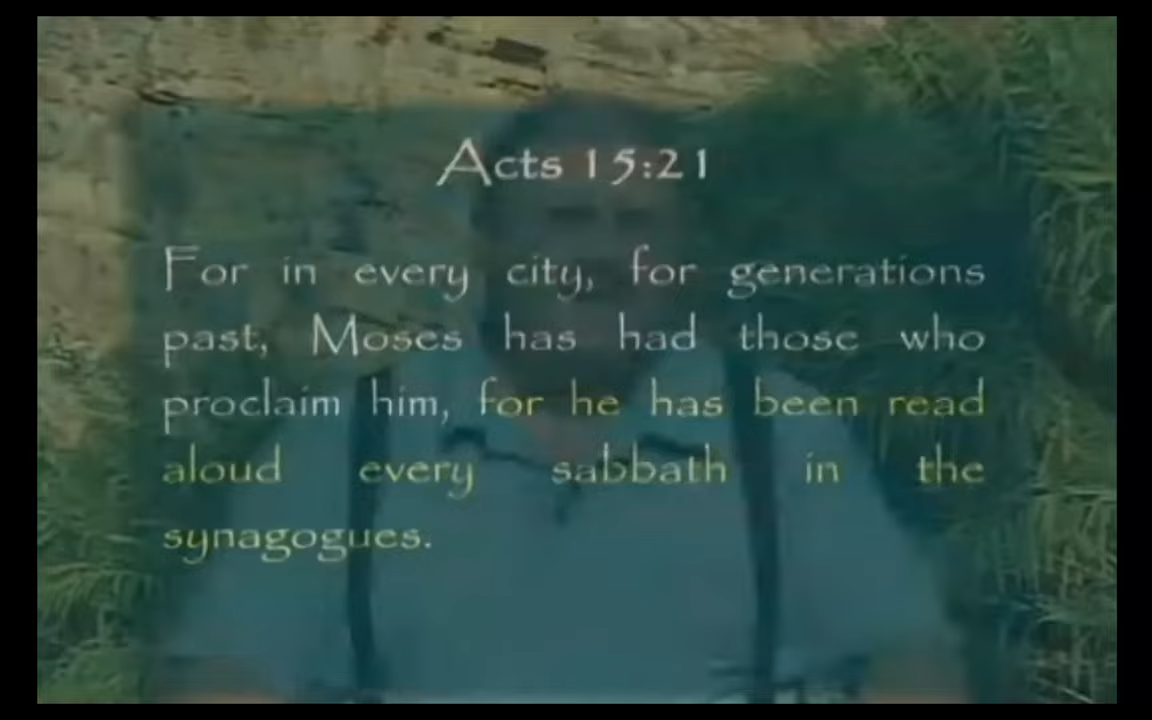 Acts 15:21
For in every city, for generations
past, Moses has had those who
proclaim him, for he has been read
aloud every sabbath in the
synagogues.